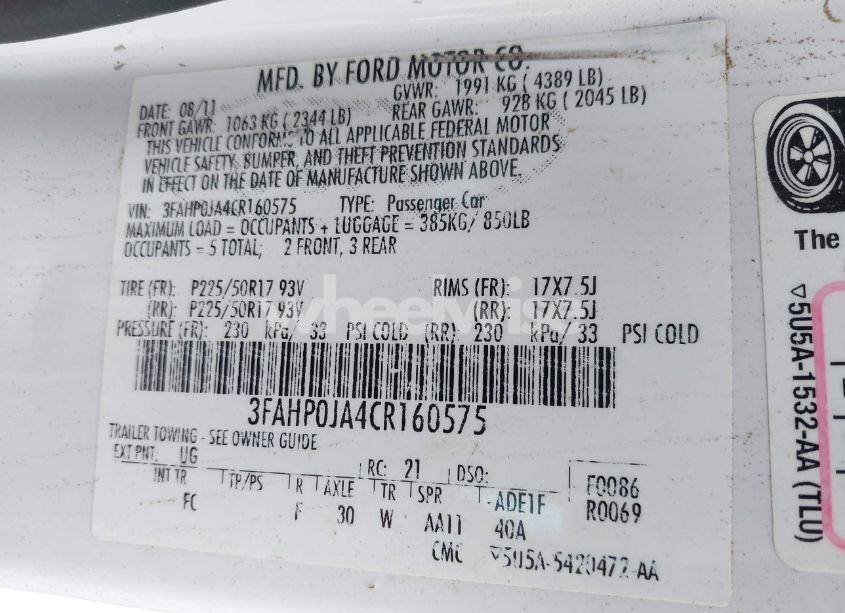 MFD. BY FORD MOTOR CO.
DATE: 08/11 GVWR: 1991 KG ( 4389 LB)
FRONT GAWR: 1063 KG ( 2344 LB) REAR GAWR: 928 KG ( 2045 LB)
THIS VEHICLE CONFORMS TO ALL APPLICABLE FEDERAL MOTOR
VEHICLE SAFETY, BUMPER, AND THEFT PREVENTION STANDARDS
IN EFFECT ON THE DATE OF MANUFACTURE SHOWN ABOVE.
VIN: 3FAHP0JA4CR160575 TYPE: Passenger Car
MAXIMUM LOAD = OCCUPANTS + LUGGAGE = 385KG/ 850LB
OCCUPANTS = 5 TOTAL; 2 FRONT, 3 REAR
TIRE (FR): P225/50R17 93V RIMS (FR): 17X7.5J
(RR): P225/50R17 93V (RR): 17X7.5J
PRESSURE (FR): 230 kPa/ 33 PSI COLD (RR): 230 kPa/ 33 PSI COLD
3FAHP0JA4CR160575
TRAILER TOWING - SEE OWNER GUIDE
EXT PNT: UG RC: 21 DSO: F0086
INT TR TP/PS R AXLE TR SPR ADE1F R0069
FC F 30 W AA11 40A
CMC ▽5U5A-5420472-AA
The
▽5U5A-1532-AA (TLU)